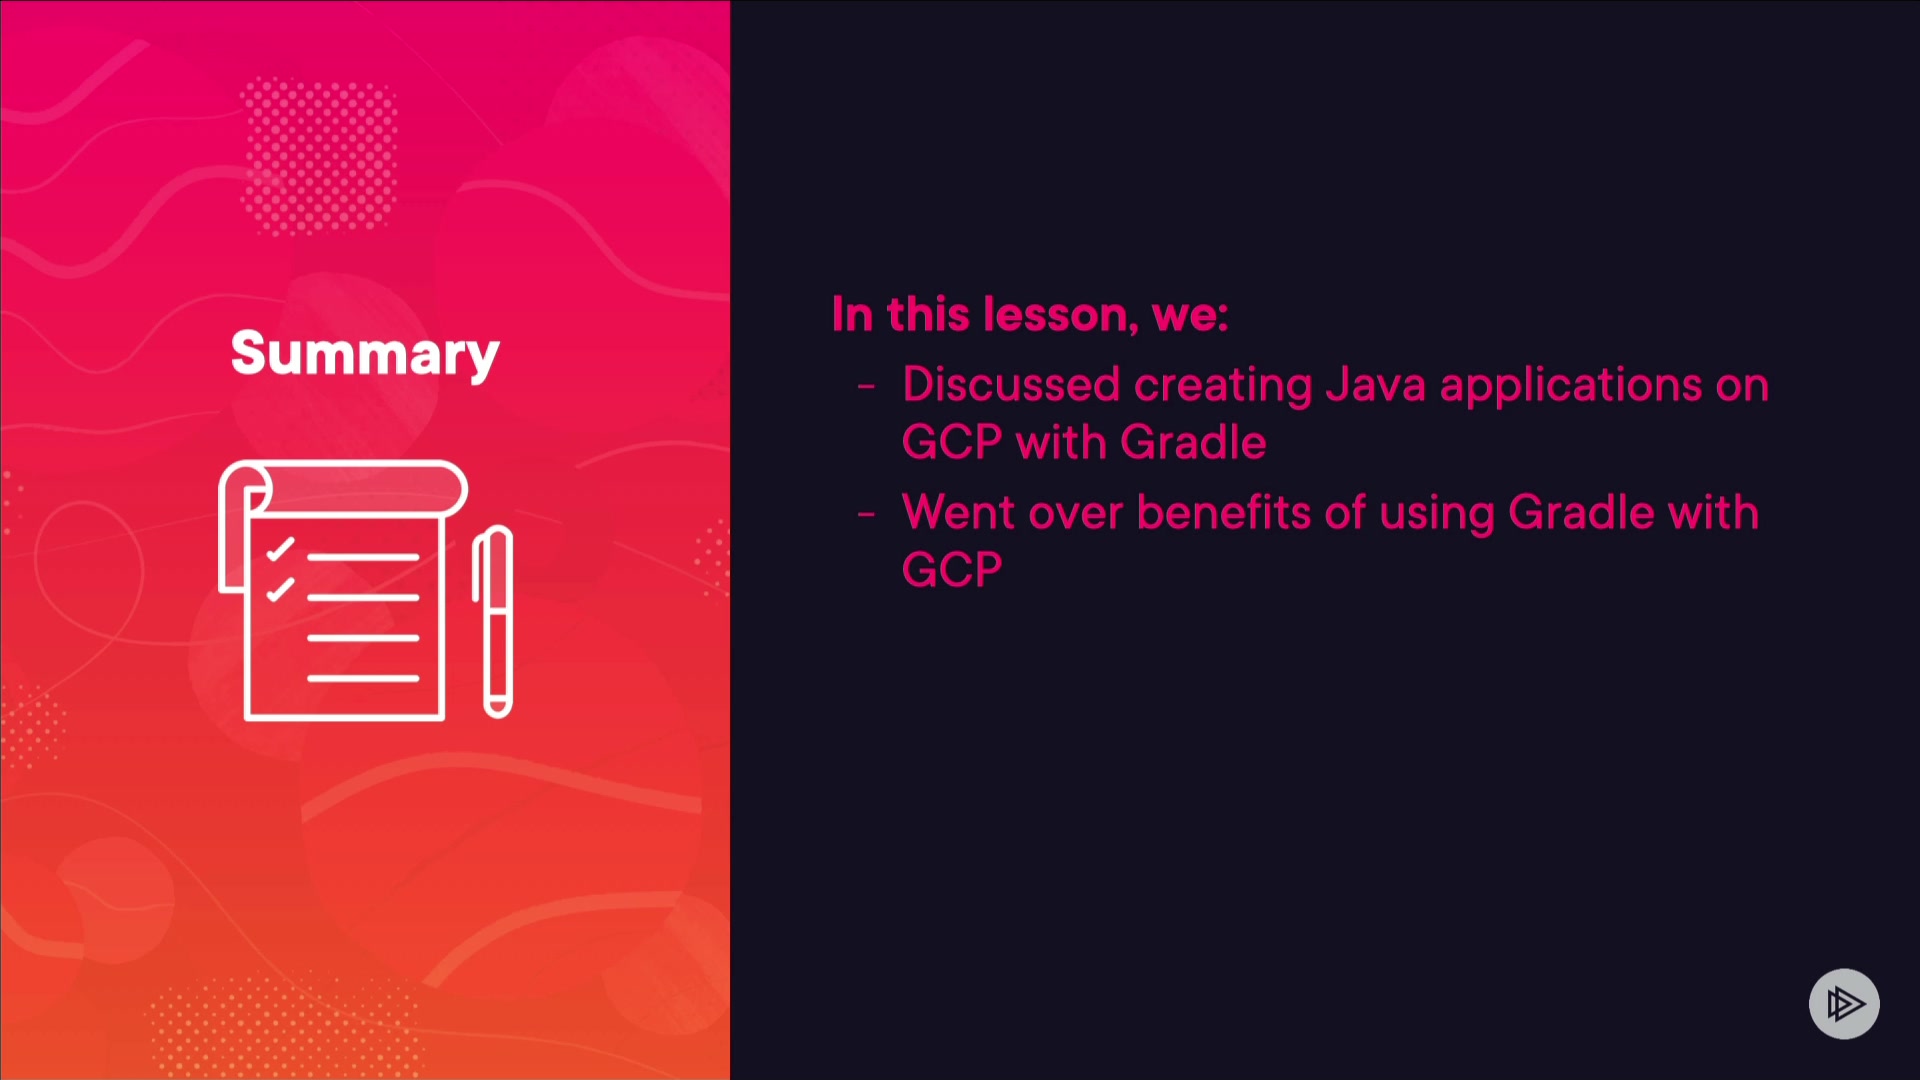 Summary
In this lesson, we:
- Discussed creating Java applications on
GCP with Gradle
- Went over benefits of using Gradle with
GCP